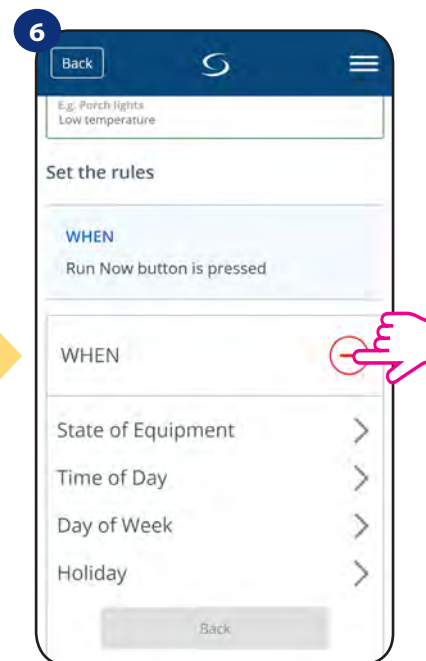 6
Back
E.g. Porch lights
Low temperature
Set the rules
WHEN
Run Now button is pressed
WHEN
State of Equipment
Time of Day
Day of Week
Holiday
Back